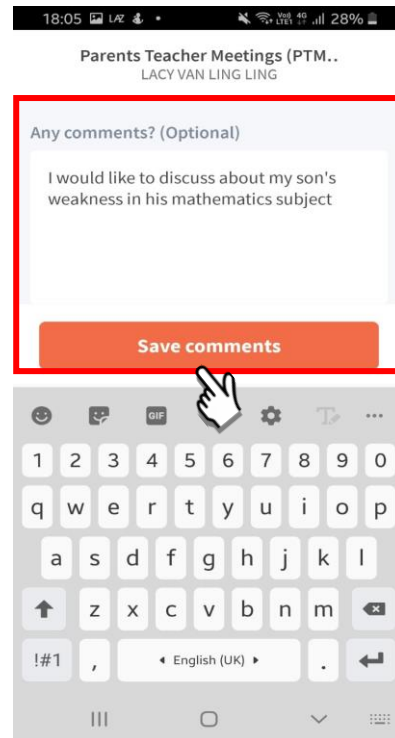 18:05 LAZ 28%
Parents Teacher Meetings (PTM..
LACY VAN LING LING
Any comments? (Optional)
I would like to discuss about my son's
weakness in his mathematics subject
Save comments
GIF
1 2 3 4 5 6 7 8 9 0
q w e r t y u i o p
a s d f g h j k l
z x c v b n m
!#1 , English (UK) .